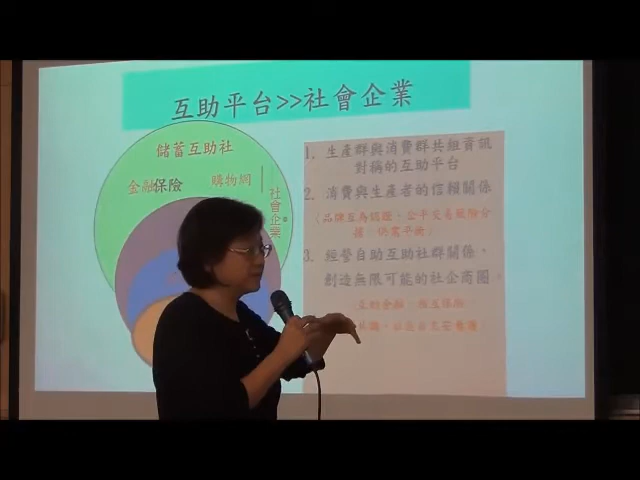 互助平台>>社會企業
儲蓄互助社
金融保險
購物網
社會企業
1. 生產群與消費群共組資訊
對稱的互助平台
2. 消費與生產者的信賴關係
3. 經營自助互助社群關係，
創造無限可能的社企商圈。